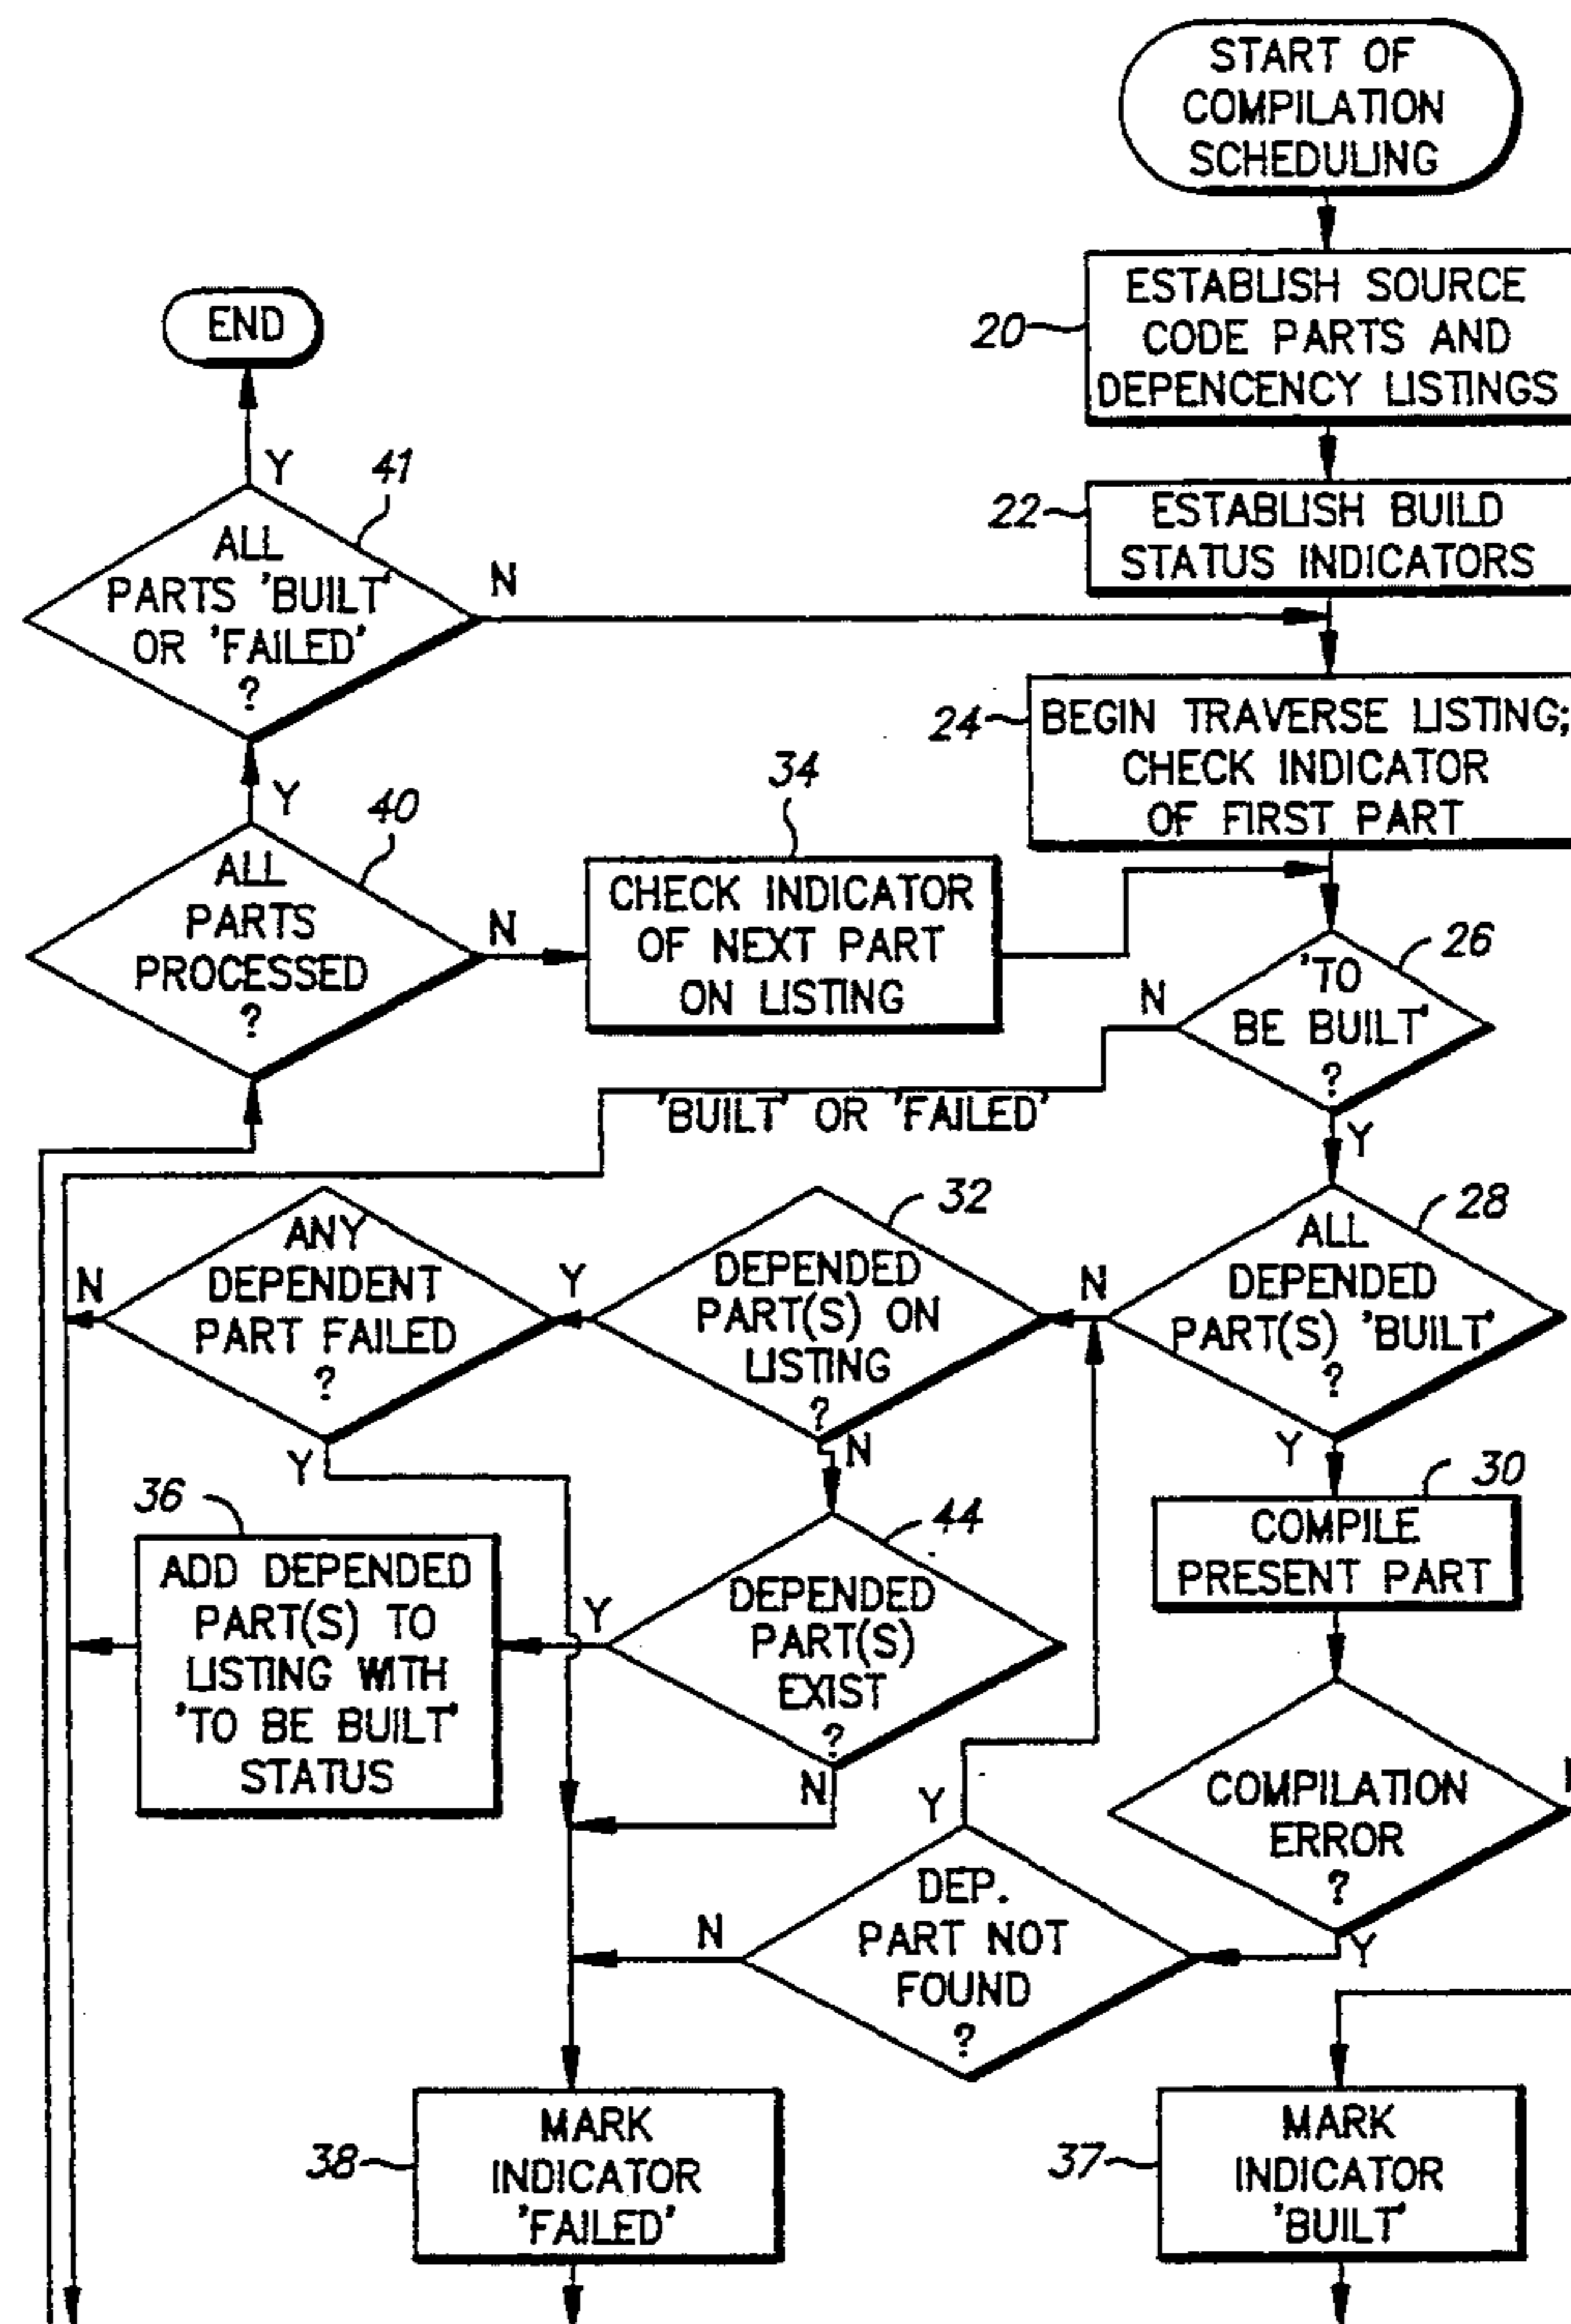 START OF
COMPILATION
SCHEDULING
20
ESTABLISH SOURCE
CODE PARTS AND
DEPENCENCY LISTINGS
END
22
ESTABLISH BUILD
STATUS INDICATORS
Y
41
ALL
PARTS 'BUILT'
OR 'FAILED'
?
N
24
BEGIN TRAVERSE LISTING;
CHECK INDICATOR
OF FIRST PART
Y
40
ALL
PARTS
PROCESSED
?
N
34
CHECK INDICATOR
OF NEXT PART
ON LISTING
26
'TO
BE BUILT'
?
N
Y
'BUILT' OR 'FAILED'
28
ALL
DEPENDED
PART(S) 'BUILT'
?
N
Y
32
DEPENDED
PART(S) ON
LISTING
?
Y
N
ANY
DEPENDENT
PART FAILED
?
N
Y
30
COMPILE
PRESENT PART
44
DEPENDED
PART(S)
EXIST
?
Y
N
36
ADD DEPENDED
PART(S) TO
LISTING WITH
'TO BE BUILT'
STATUS
COMPILATION
ERROR
?
Y
DEP.
PART NOT
FOUND
?
Y
N
38
MARK
INDICATOR
'FAILED'
37
MARK
INDICATOR
'BUILT'